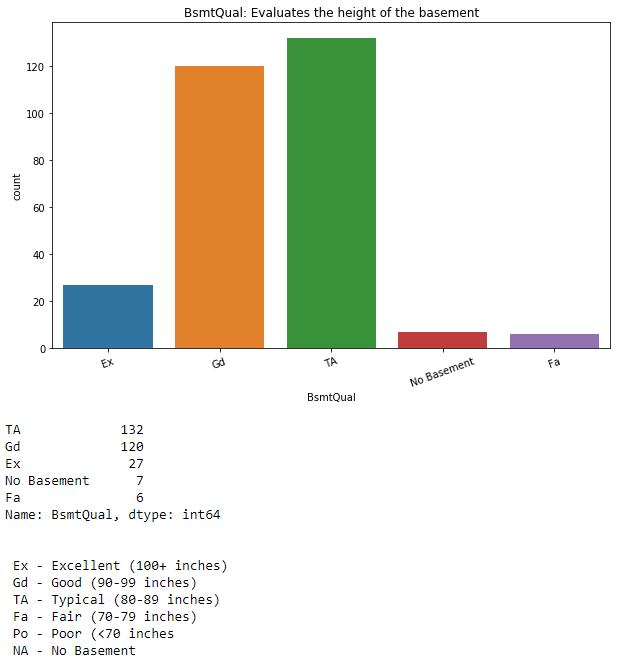 BsmtQual: Evaluates the height of the basement
120
100
80
60
40
20
0
count
Ex Gd TA No Basement Fa
BsmtQual
TA 132
Gd 120
Ex 27
No Basement 7
Fa 6
Name: BsmtQual, dtype: int64
Ex - Excellent (100+ inches)
Gd - Good (90-99 inches)
TA - Typical (80-89 inches)
Fa - Fair (70-79 inches)
Po - Poor (<70 inches
NA - No Basement